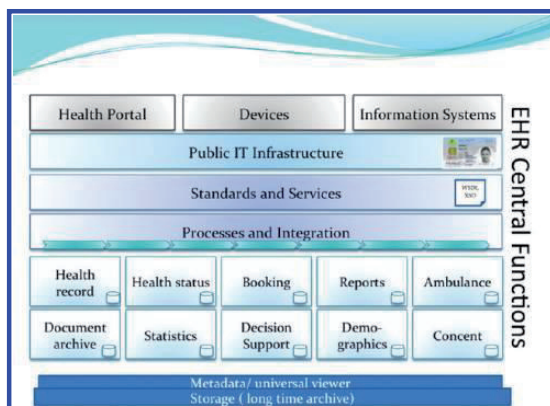 Health Portal
Devices
Information Systems
Public IT Infrastructure
Standards and Services
Processes and Integration
Health record
Health status
Booking
Reports
Ambulance
Document archive
Statistics
Decision Support
Demo-
graphics
Concent
Metadata/ universal viewer
Storage ( long time archive)
EHR Central Functions